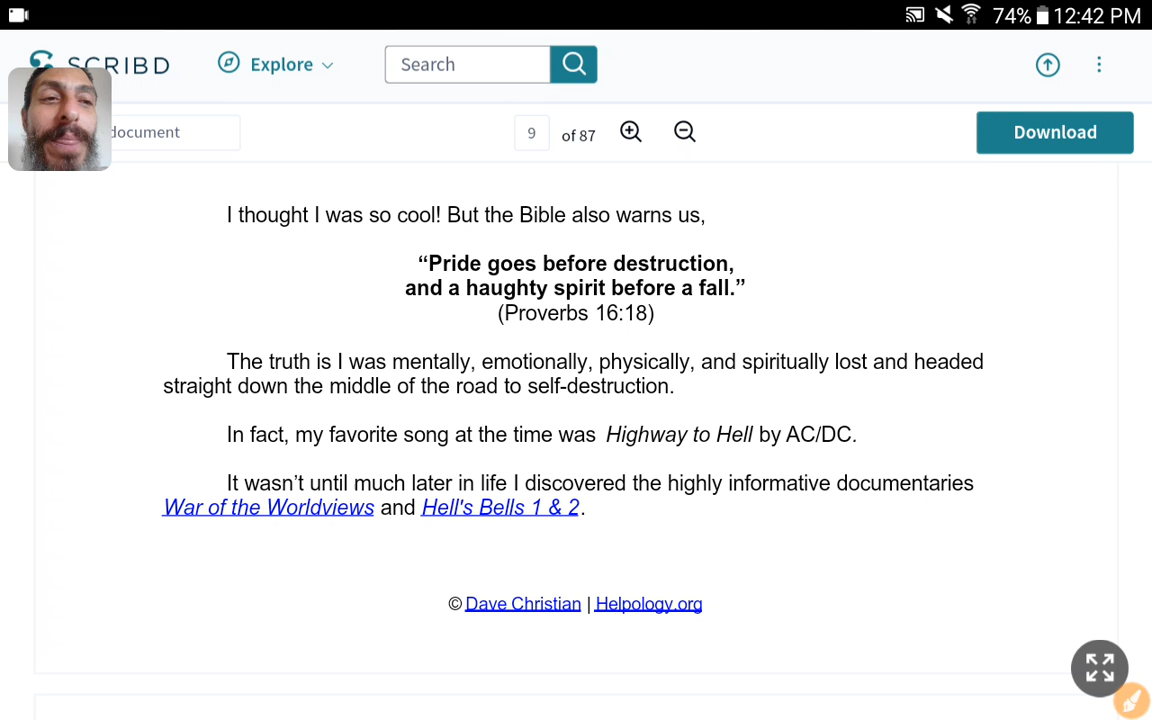 74% 12:42 PM
SCRIBD Explore Search
document 9 of 87 Download
I thought I was so cool! But the Bible also warns us,
“Pride goes before destruction,
and a haughty spirit before a fall.”
(Proverbs 16:18)
The truth is I was mentally, emotionally, physically, and spiritually lost and headed
straight down the middle of the road to self-destruction.
In fact, my favorite song at the time was Highway to Hell by AC/DC.
It wasn’t until much later in life I discovered the highly informative documentaries
War of the Worldviews and Hell's Bells 1 & 2.
© Dave Christian | Helpology.org